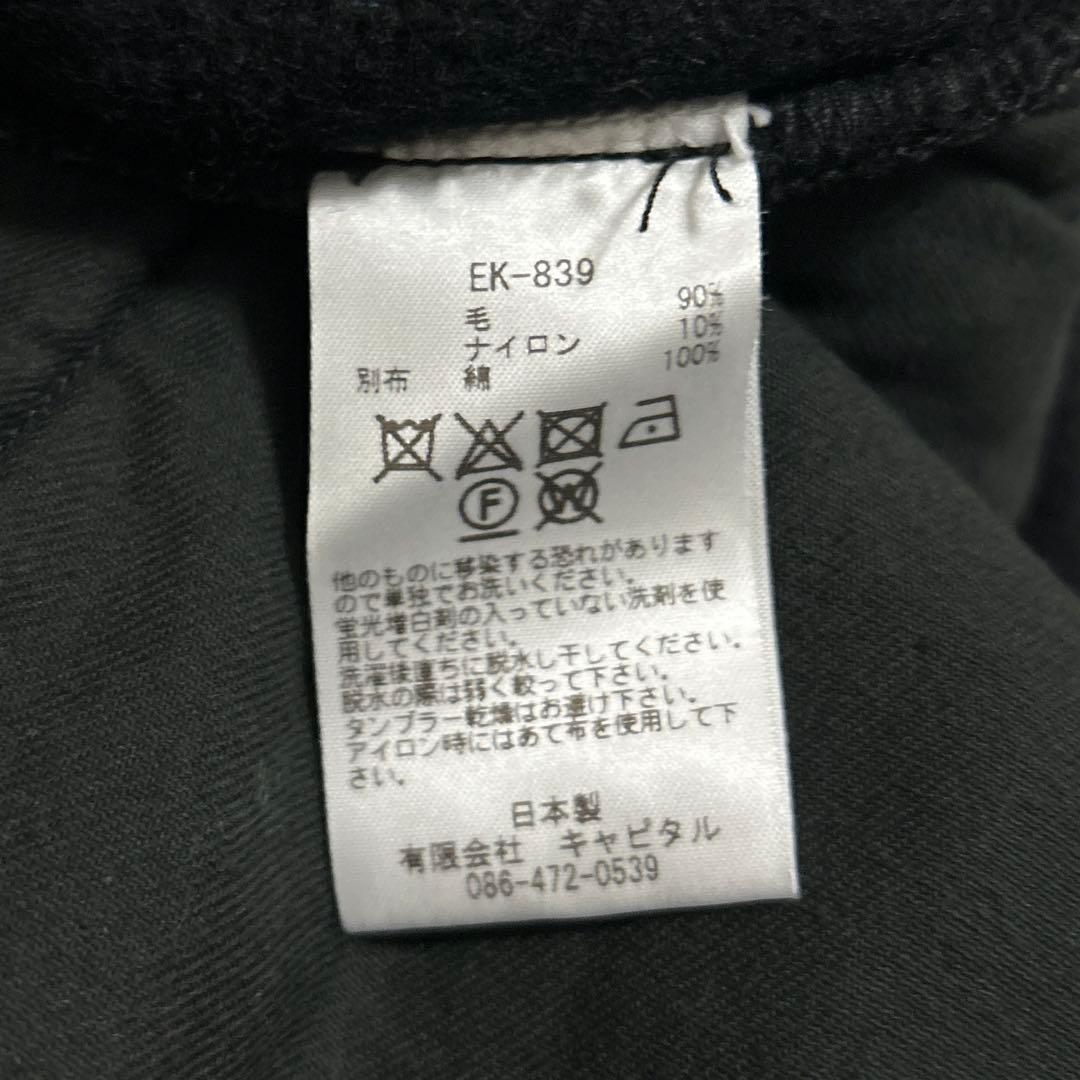 EK-839
毛 90%
ナイロン 10%
別布 綿 100%
F W
他のものに移染する恐れがあります
ので単独でお洗いください。
蛍光増白剤の入っていない洗剤を使
用してください。
洗濯後直ちに脱水し干してください。
脱水の際は弱く絞って下さい。
タンブラー乾燥はお避け下さい。
アイロン時にはあて布を使用して下
さい。
日本製
有限会社 キャピタル
086-472-0539